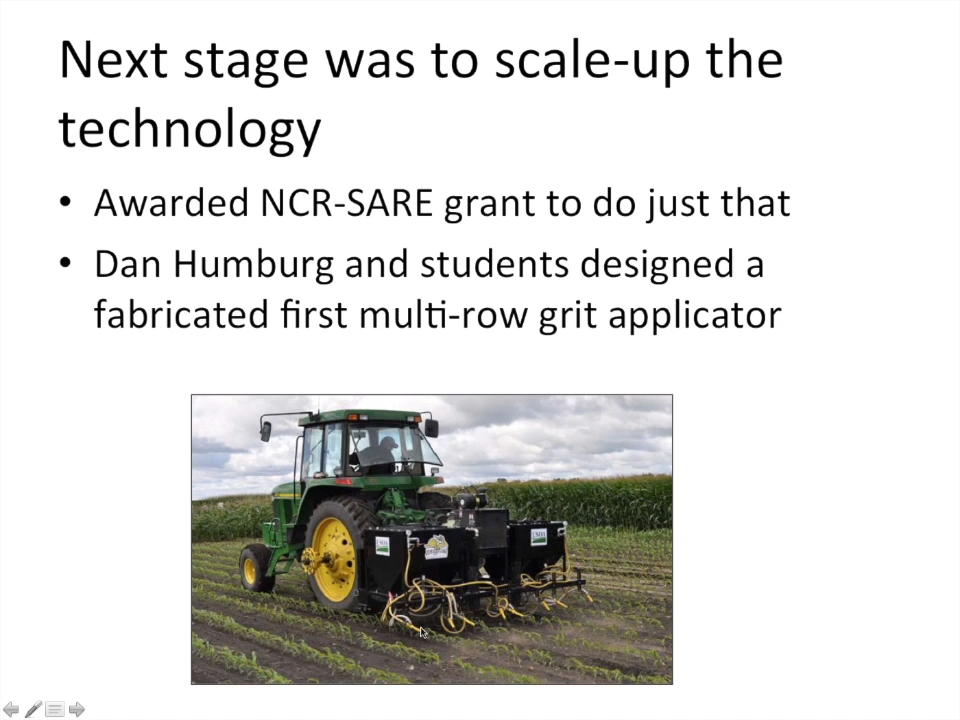 Next stage was to scale-up the
technology
• Awarded NCR-SARE grant to do just that
• Dan Humburg and students designed a
fabricated first multi-row grit applicator
USDA